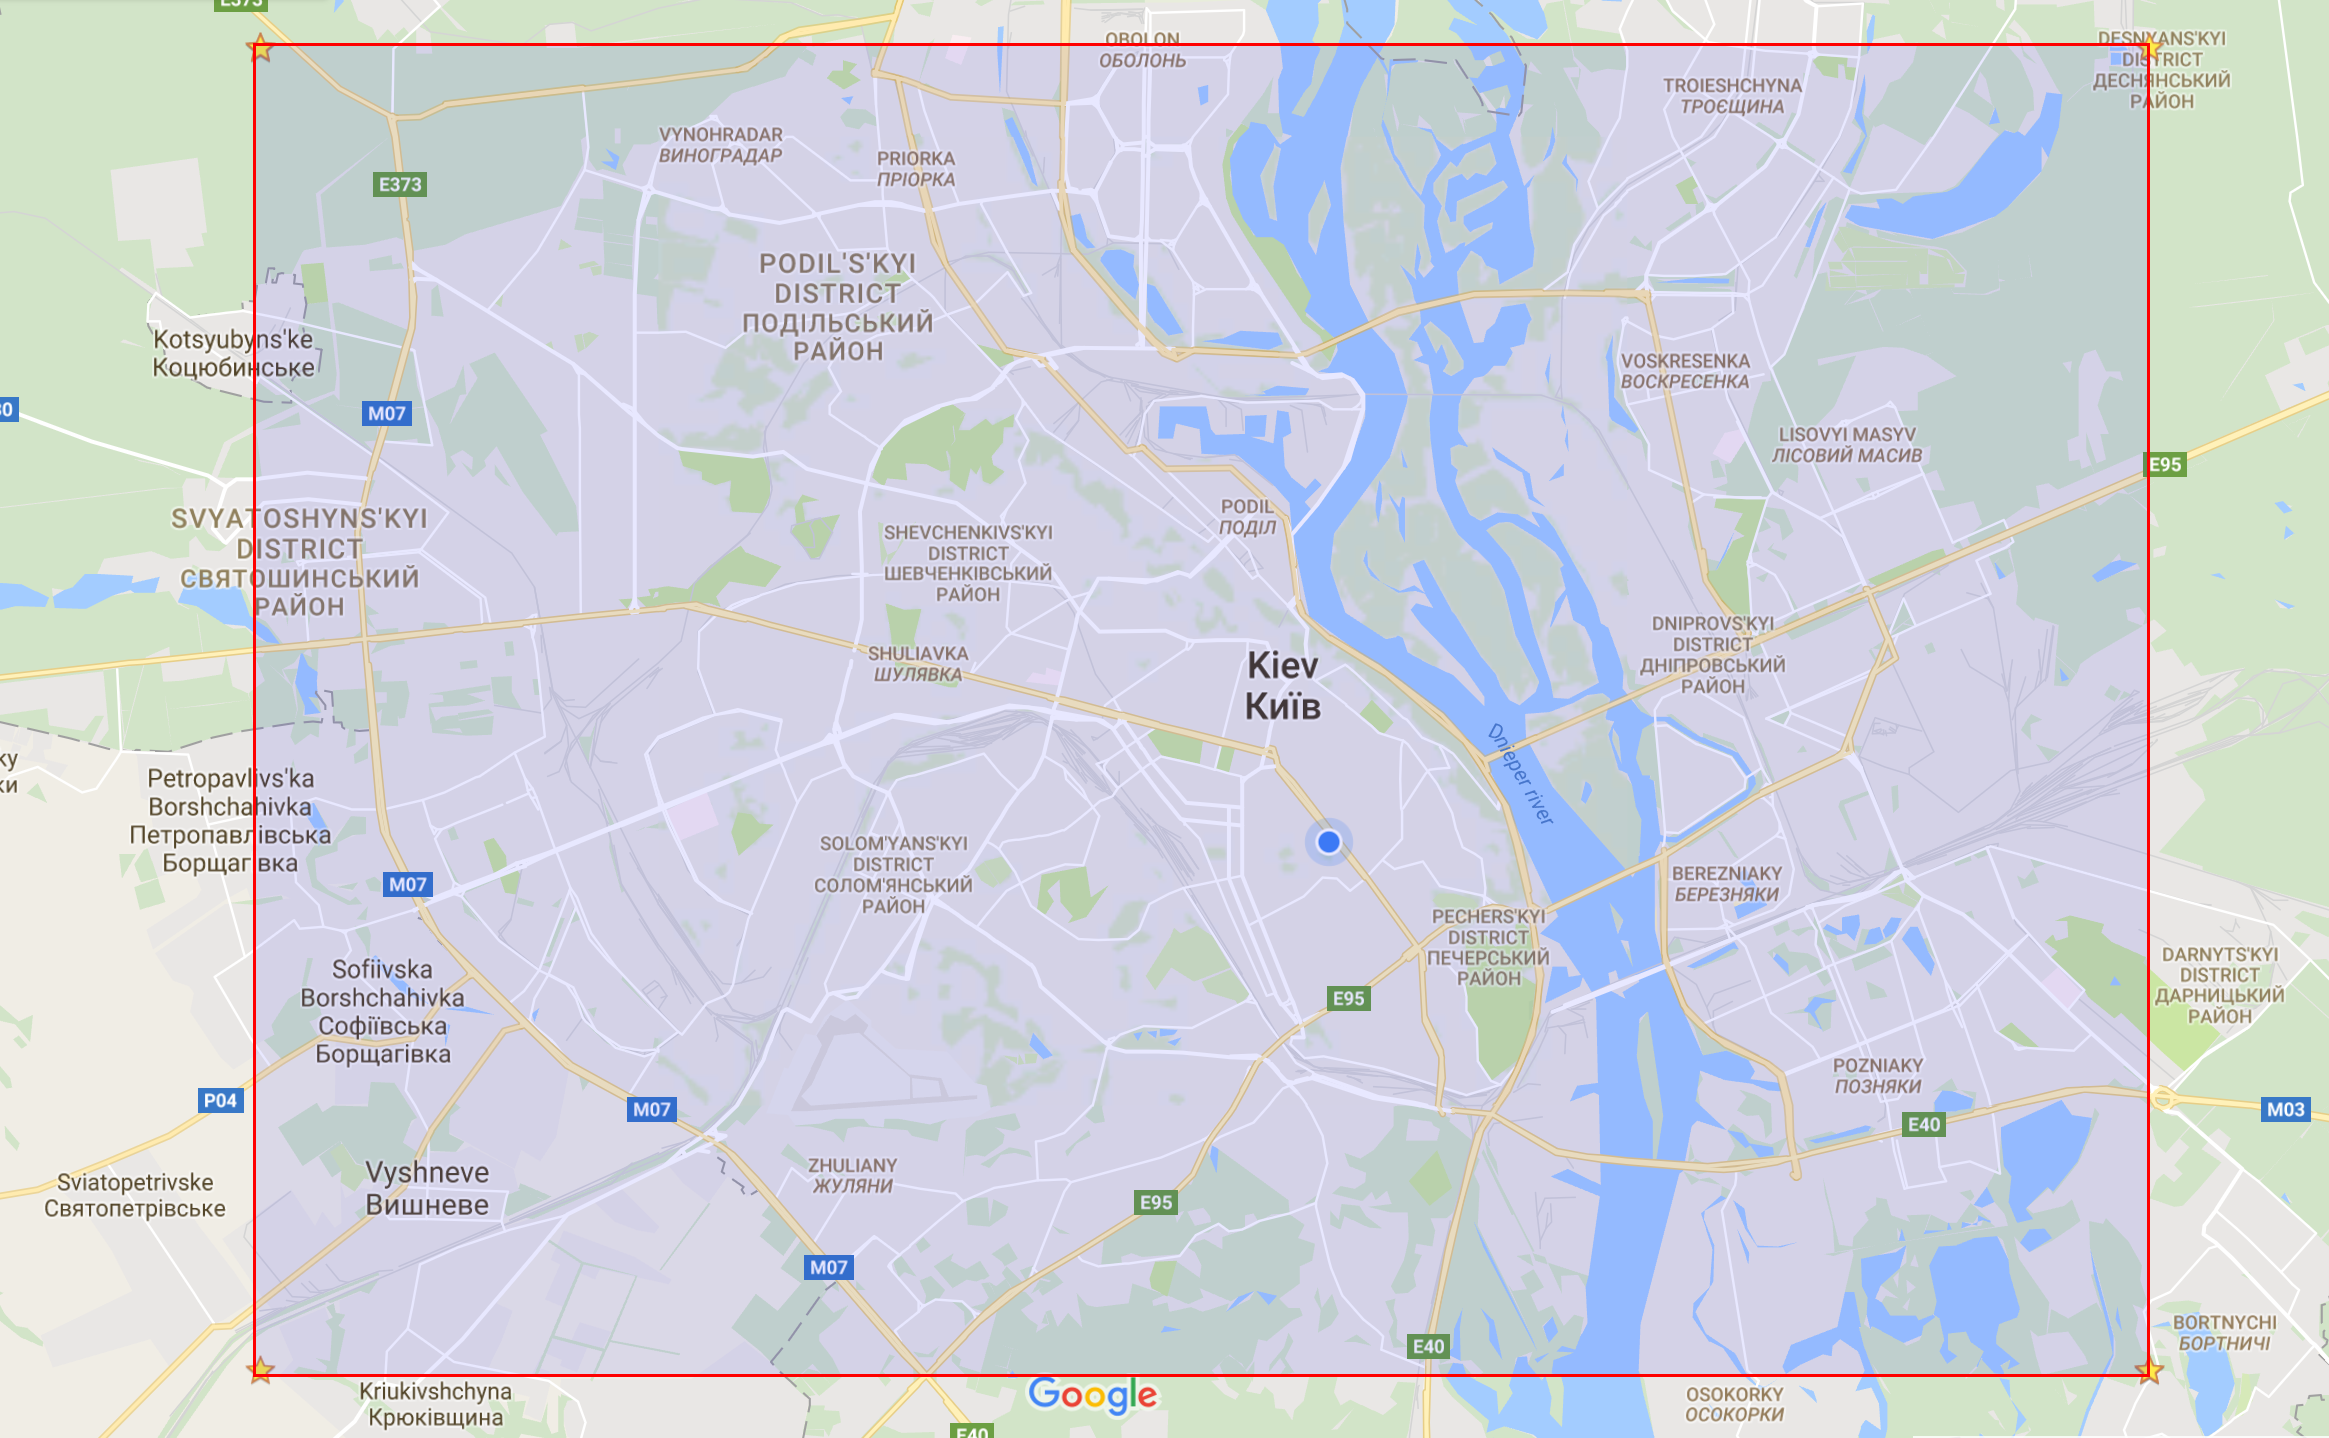 E373
OBOLON
ОБОЛОНЬ
DESNYANS'KYI
DISTRICT
ДЕСНЯНСЬКИЙ
РАЙОН
TROIESHCHYNA
ТРОЄЩИНА
VYNOHRADAR
ВИНОГРАДАР
PRIORKA
ПРІОРКА
E373
PODIL'S'KYI
DISTRICT
ПОДІЛЬСЬКИЙ
РАЙОН
Kotsyubyns'ke
Коцюбинське
VOSKRESENKA
ВОСКРЕСЕНКА
M07
LISOVYI MASYV
ЛІСОВИЙ МАСИВ
E95
SVYATOSHYNS'KYI
DISTRICT
СВЯТОШИНСЬКИЙ
РАЙОН
PODIL
ПОДІЛ
SHEVCHENKIVS'KYI
DISTRICT
ШЕВЧЕНКІВСЬКИЙ
РАЙОН
DNIPROVS'KYI
DISTRICT
ДНІПРОВСЬКИЙ
РАЙОН
SHULIAVKA
ШУЛЯВКА
Kiev
Київ
Dnieper river
Petropavlivs'ka
Borshchahivka
Петропавлівська
Борщагівка
SOLOM'YANS'KYI
DISTRICT
СОЛОМ'ЯНСЬКИЙ
РАЙОН
M07
BEREZNIAKY
БЕРЕЗНЯКИ
PECHERS'KYI
DISTRICT
ПЕЧЕРСЬКИЙ
РАЙОН
DARNYTS'KYI
DISTRICT
ДАРНИЦЬКИЙ
РАЙОН
Sofiivska
Borshchahivka
Софіївська
Борщагівка
E95
POZNIAKY
ПОЗНЯКИ
P04
M07
E40
M03
Vyshneve
Вишневе
Sviatopetrivske
Святопетрівське
ZHULIANY
ЖУЛЯНИ
E95
M07
E40
BORTNYCHI
БОРТНИЧІ
Kriukivshchyna
Крюківщина
Google
OSOKORKY
ОСОКОРКИ
E40